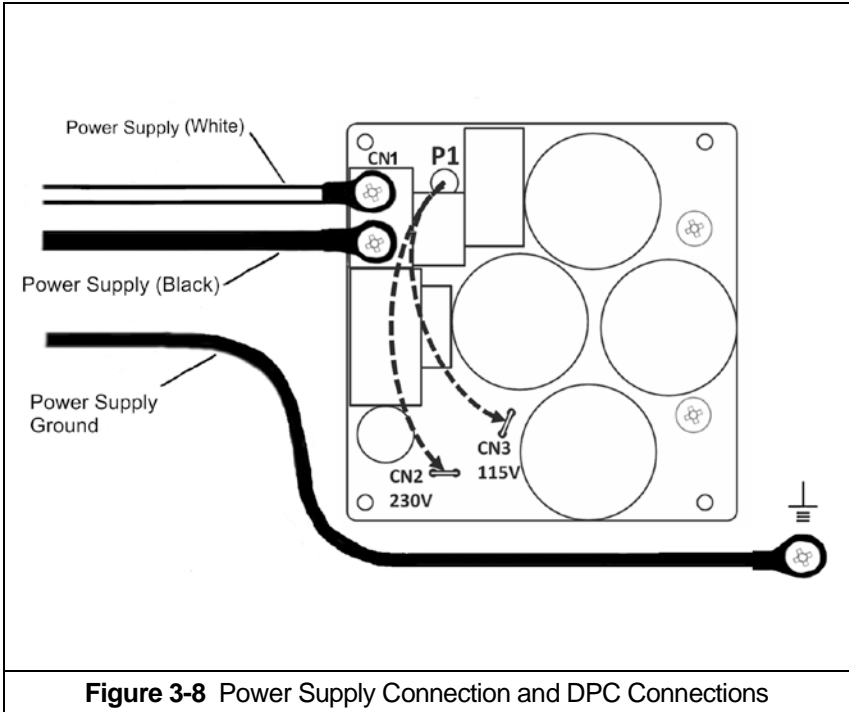 Power Supply (White)
CN1
P1
Power Supply (Black)
Power Supply
Ground
CN3
115V
CN2
230V
Figure 3-8 Power Supply Connection and DPC Connections